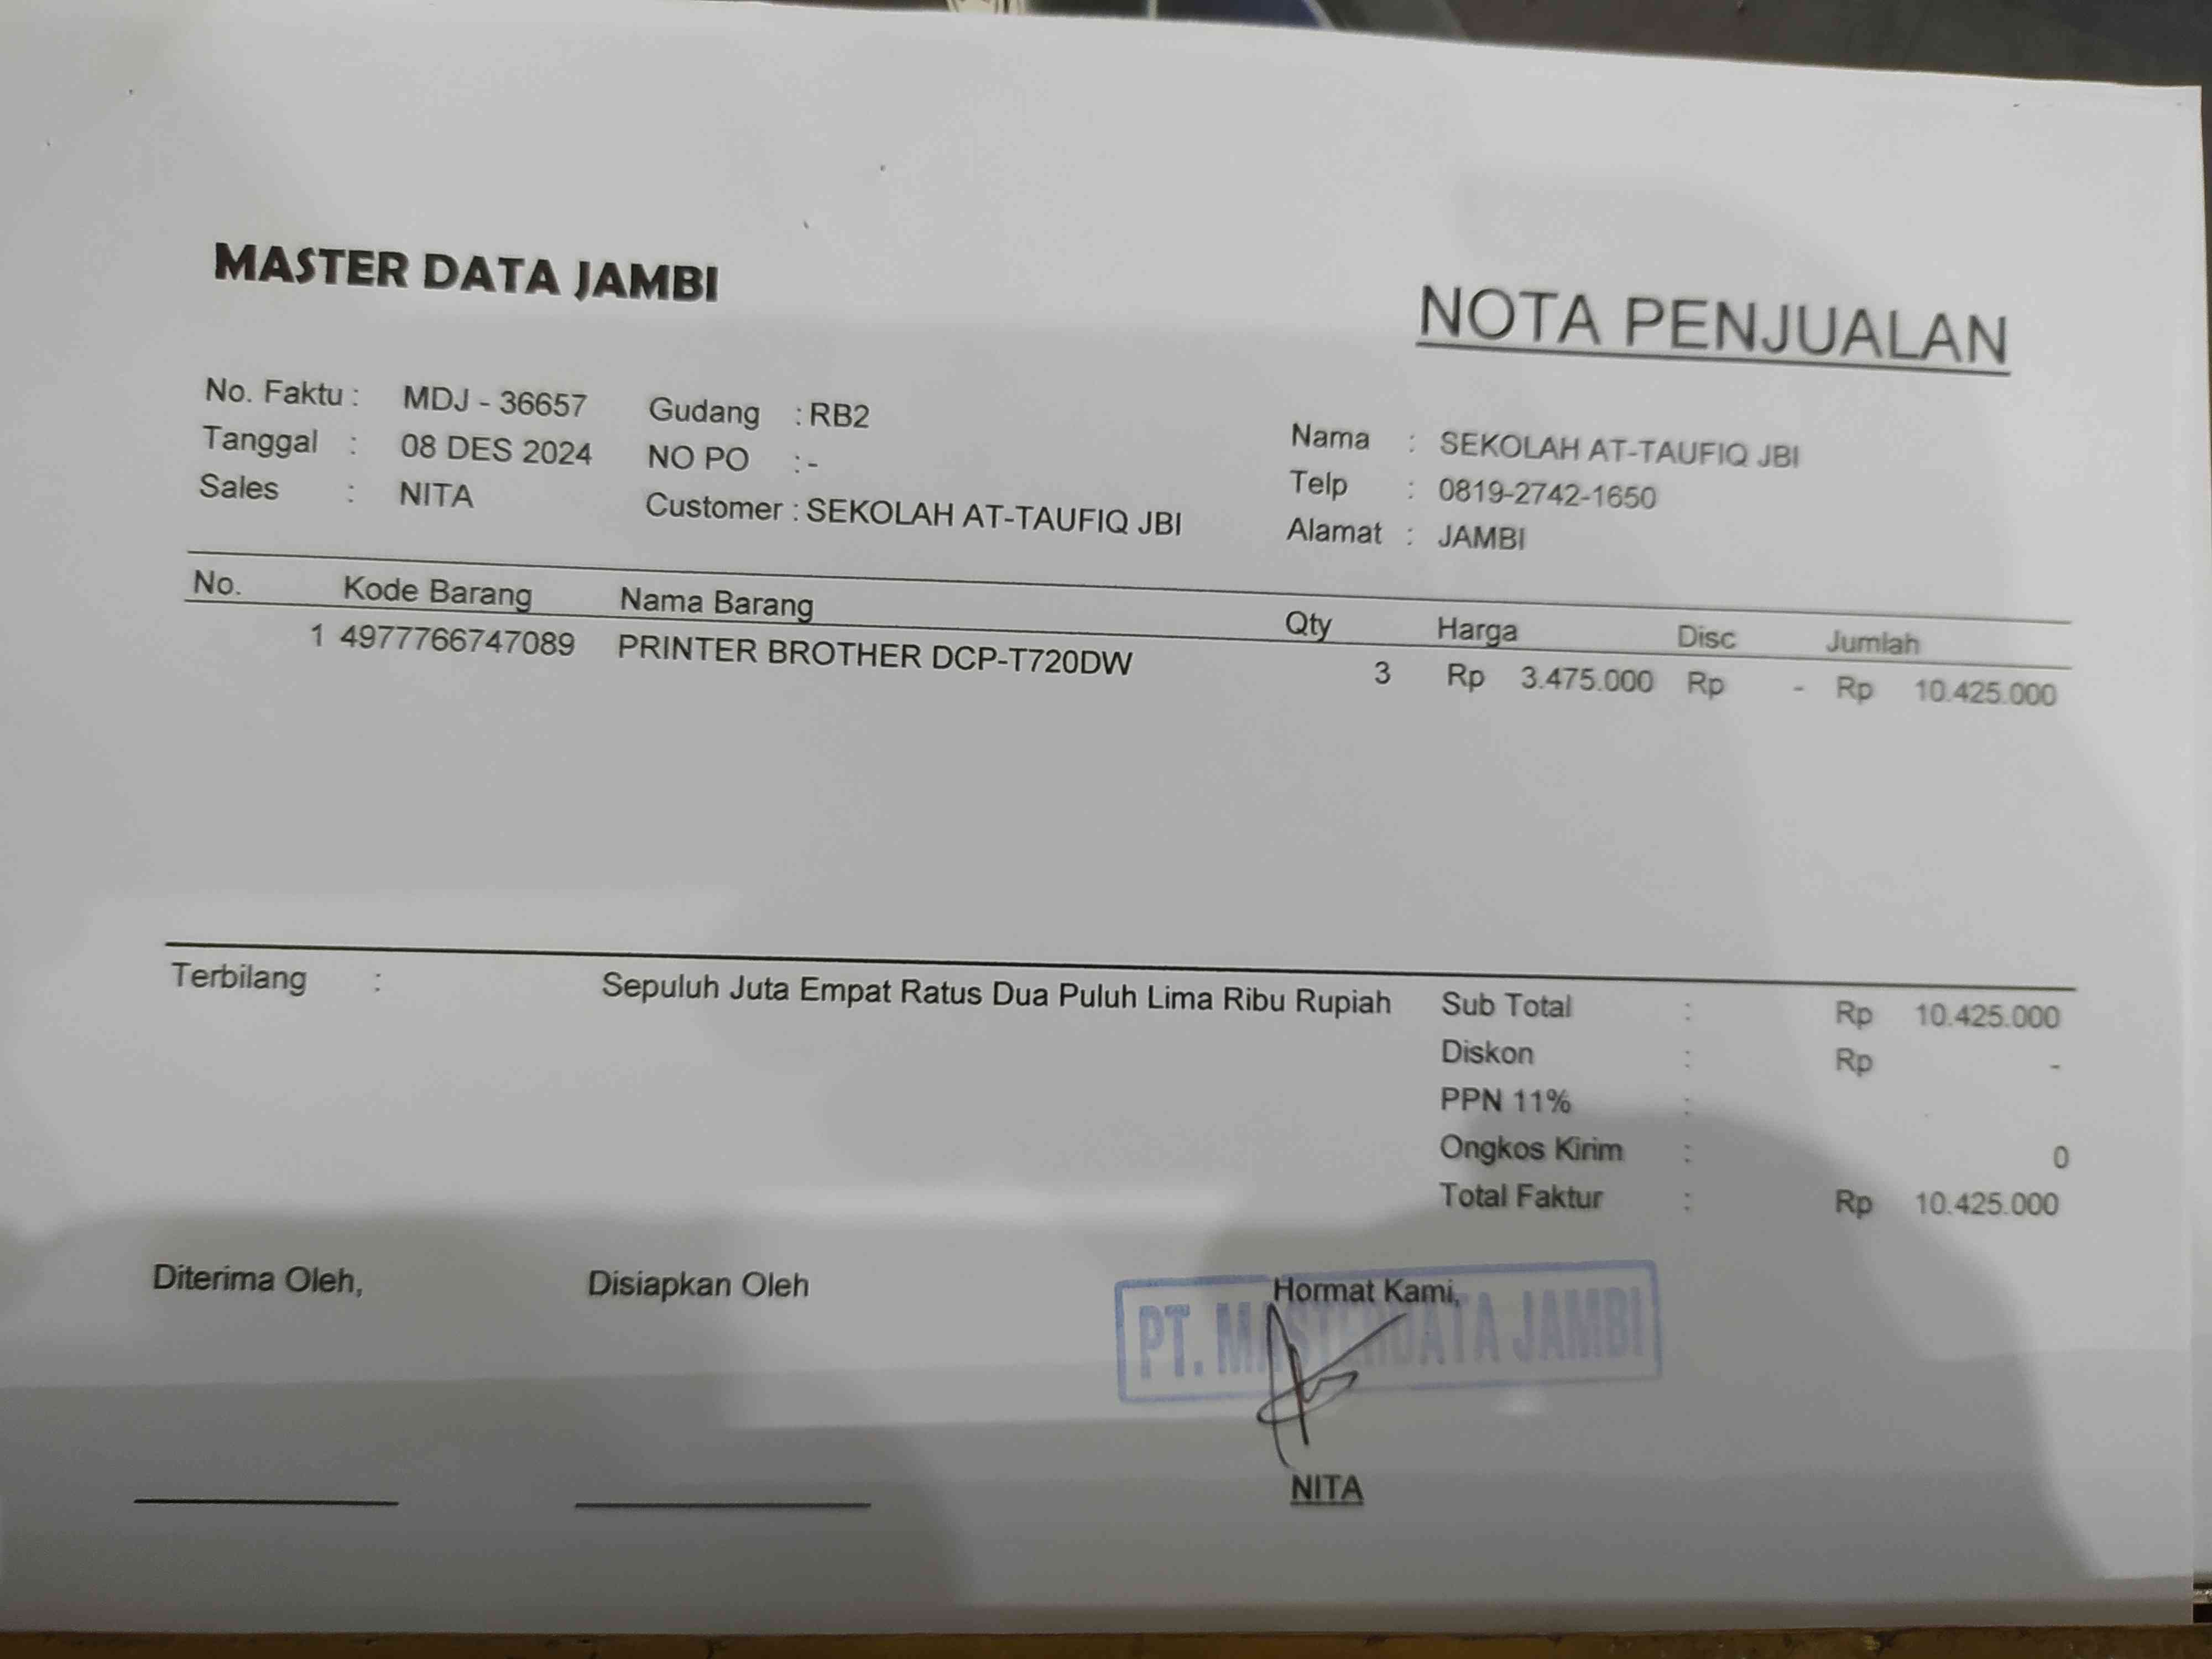 MASTER DATA JAMBI
NOTA PENJUALAN
No. Faktu : MDJ - 36657 Gudang : RB2
Tanggal : 08 DES 2024 NO PO : -
Sales : NITA Customer : SEKOLAH AT-TAUFIQ JBI
Nama : SEKOLAH AT-TAUFIQ JBI
Telp : 0819-2742-1650
Alamat : JAMBI
No. Kode Barang Nama Barang Qty Harga Disc Jumlah
1 4977766747089 PRINTER BROTHER DCP-T720DW 3 Rp 3.475.000 Rp - Rp 10.425.000
Terbilang : Sepuluh Juta Empat Ratus Dua Puluh Lima Ribu Rupiah
Sub Total : Rp 10.425.000
Diskon : Rp -
PPN 11% :
Ongkos Kirim : 0
Total Faktur : Rp 10.425.000
Diterima Oleh, Disiapkan Oleh Hormat Kami,
PT. MASTERDATA JAMBI
NITA